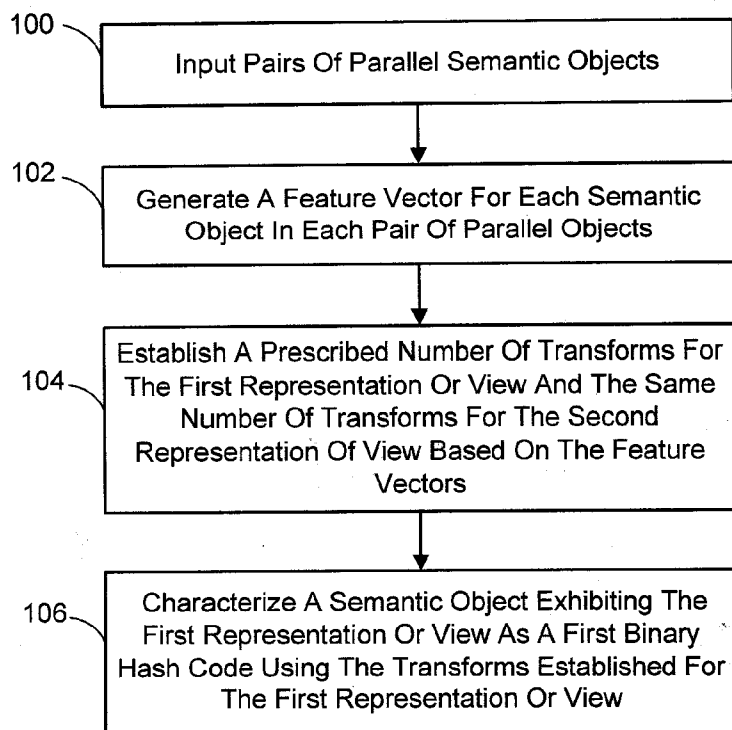 100
Input Pairs Of Parallel Semantic Objects
102
Generate A Feature Vector For Each Semantic
Object In Each Pair Of Parallel Objects
104
Establish A Prescribed Number Of Transforms For
The First Representation Or View And The Same
Number Of Transforms For The Second
Representation Of View Based On The Feature
Vectors
106
Characterize A Semantic Object Exhibiting The
First Representation Or View As A First Binary
Hash Code Using The Transforms Established For
The First Representation Or View